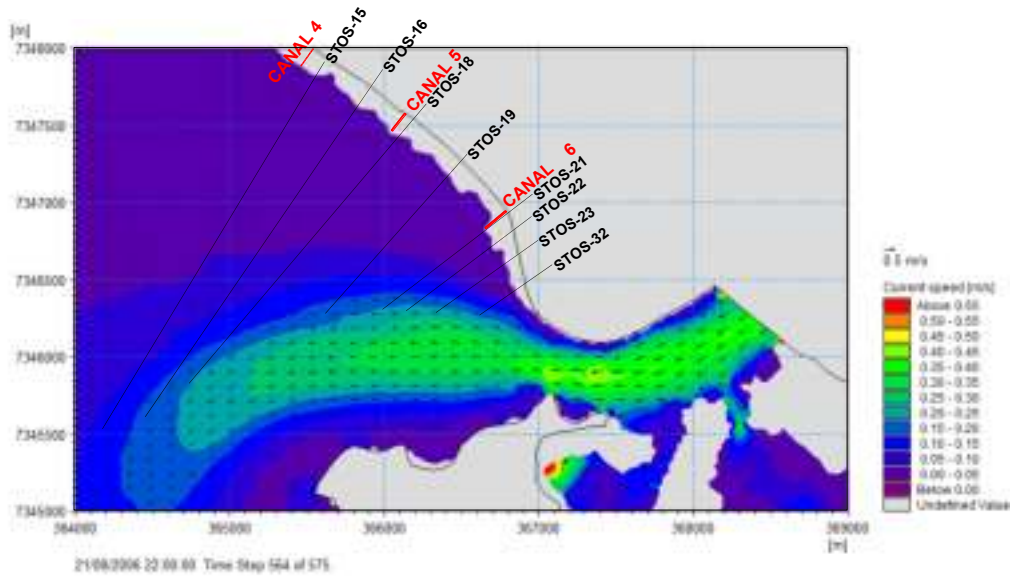 [m]
7348000
7347500
7347000
7346500
7346000
7345500
7345000
364000
365000
366000
367000
368000
369000
[m]
CANAL 4
STOS-15
STOS-16
CANAL 5
STOS-18
STOS-19
CANAL 6
STOS-21
STOS-22
STOS-23
STOS-32
0.5 m/s
Current speed [m/s]
Above 0.55
0.50 - 0.55
0.45 - 0.50
0.40 - 0.45
0.35 - 0.40
0.30 - 0.35
0.25 - 0.30
0.20 - 0.25
0.15 - 0.20
0.10 - 0.15
0.05 - 0.10
0.00 - 0.05
Below 0.00
Undefined Value
21/08/2006 22:00:00 Time Step 564 of 575